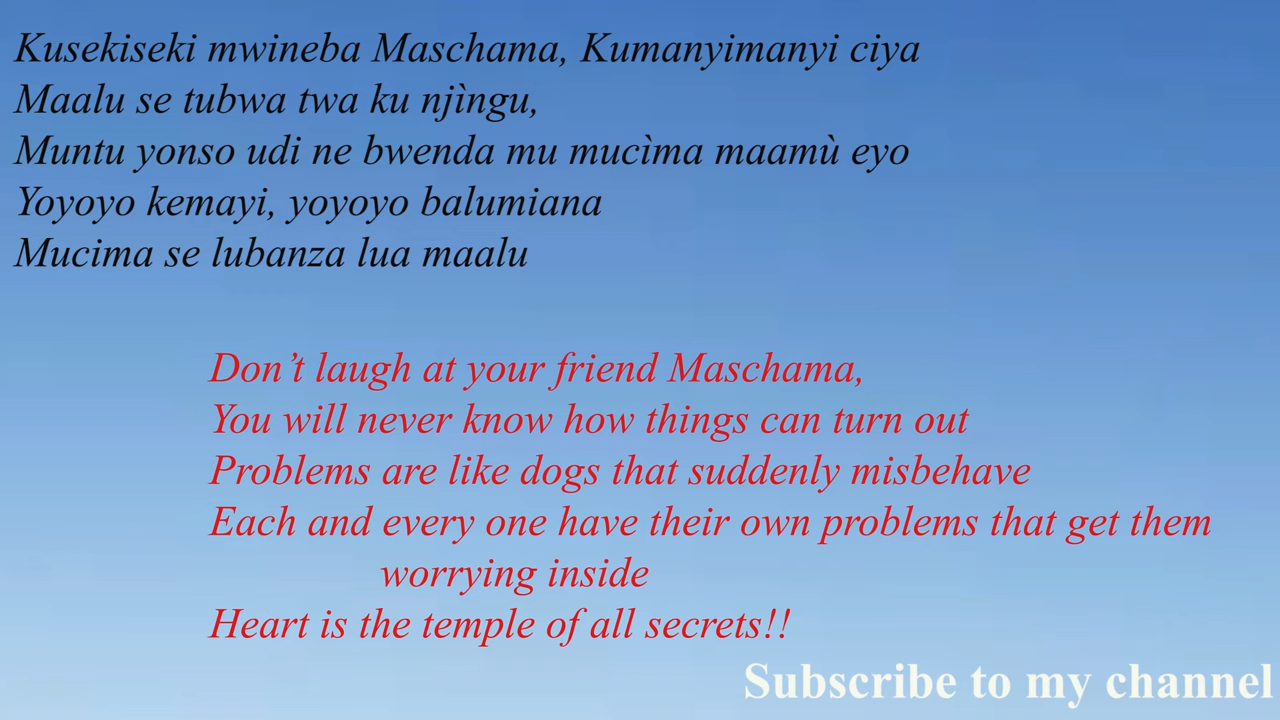 Kusekiseki mwineba Maschama, Kumanyimanyi ciya
Maalu se tubwa twa ku njìngu,
Muntu yonso udi ne bwenda mu mucìma maamù eyo
Yoyoyo kemayi, yoyoyo balumiana
Mucima se lubanza lua maalu
Don’t laugh at your friend Maschama,
You will never know how things can turn out
Problems are like dogs that suddenly misbehave
Each and every one have their own problems that get them
worrying inside
Heart is the temple of all secrets!!
Subscribe to my channel